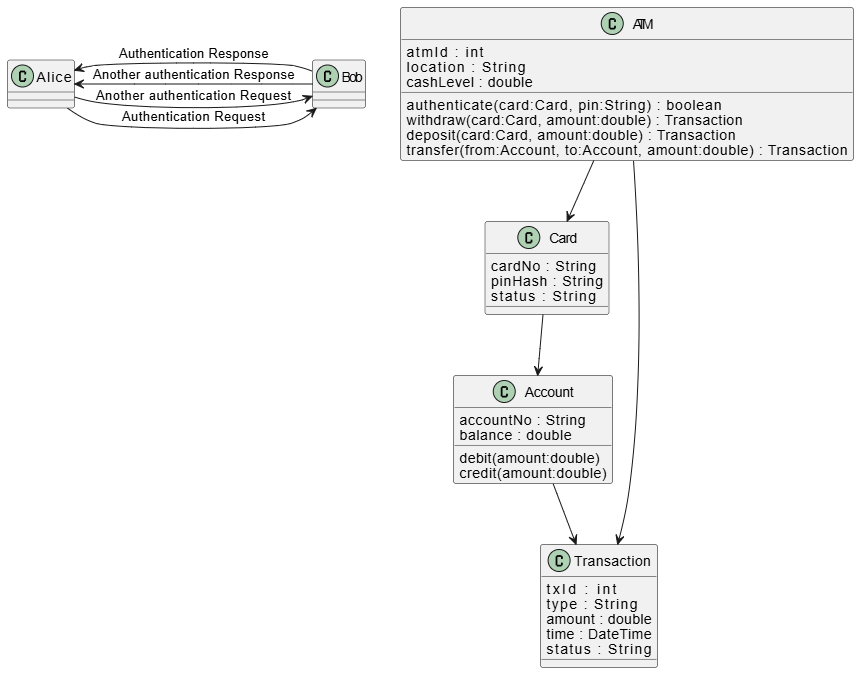 Authentication Response
Another authentication Response
Another authentication Request
Authentication Request
C Alice
C Bob
C ATM
atmId : int
location : String
cashLevel : double
authenticate(card:Card, pin:String) : boolean
withdraw(card:Card, amount:double) : Transaction
deposit(card:Card, amount:double) : Transaction
transfer(from:Account, to:Account, amount:double) : Transaction
C Card
cardNo : String
pinHash : String
status : String
C Account
accountNo : String
balance : double
debit(amount:double)
credit(amount:double)
C Transaction
txId : int
type : String
amount : double
time : DateTime
status : String